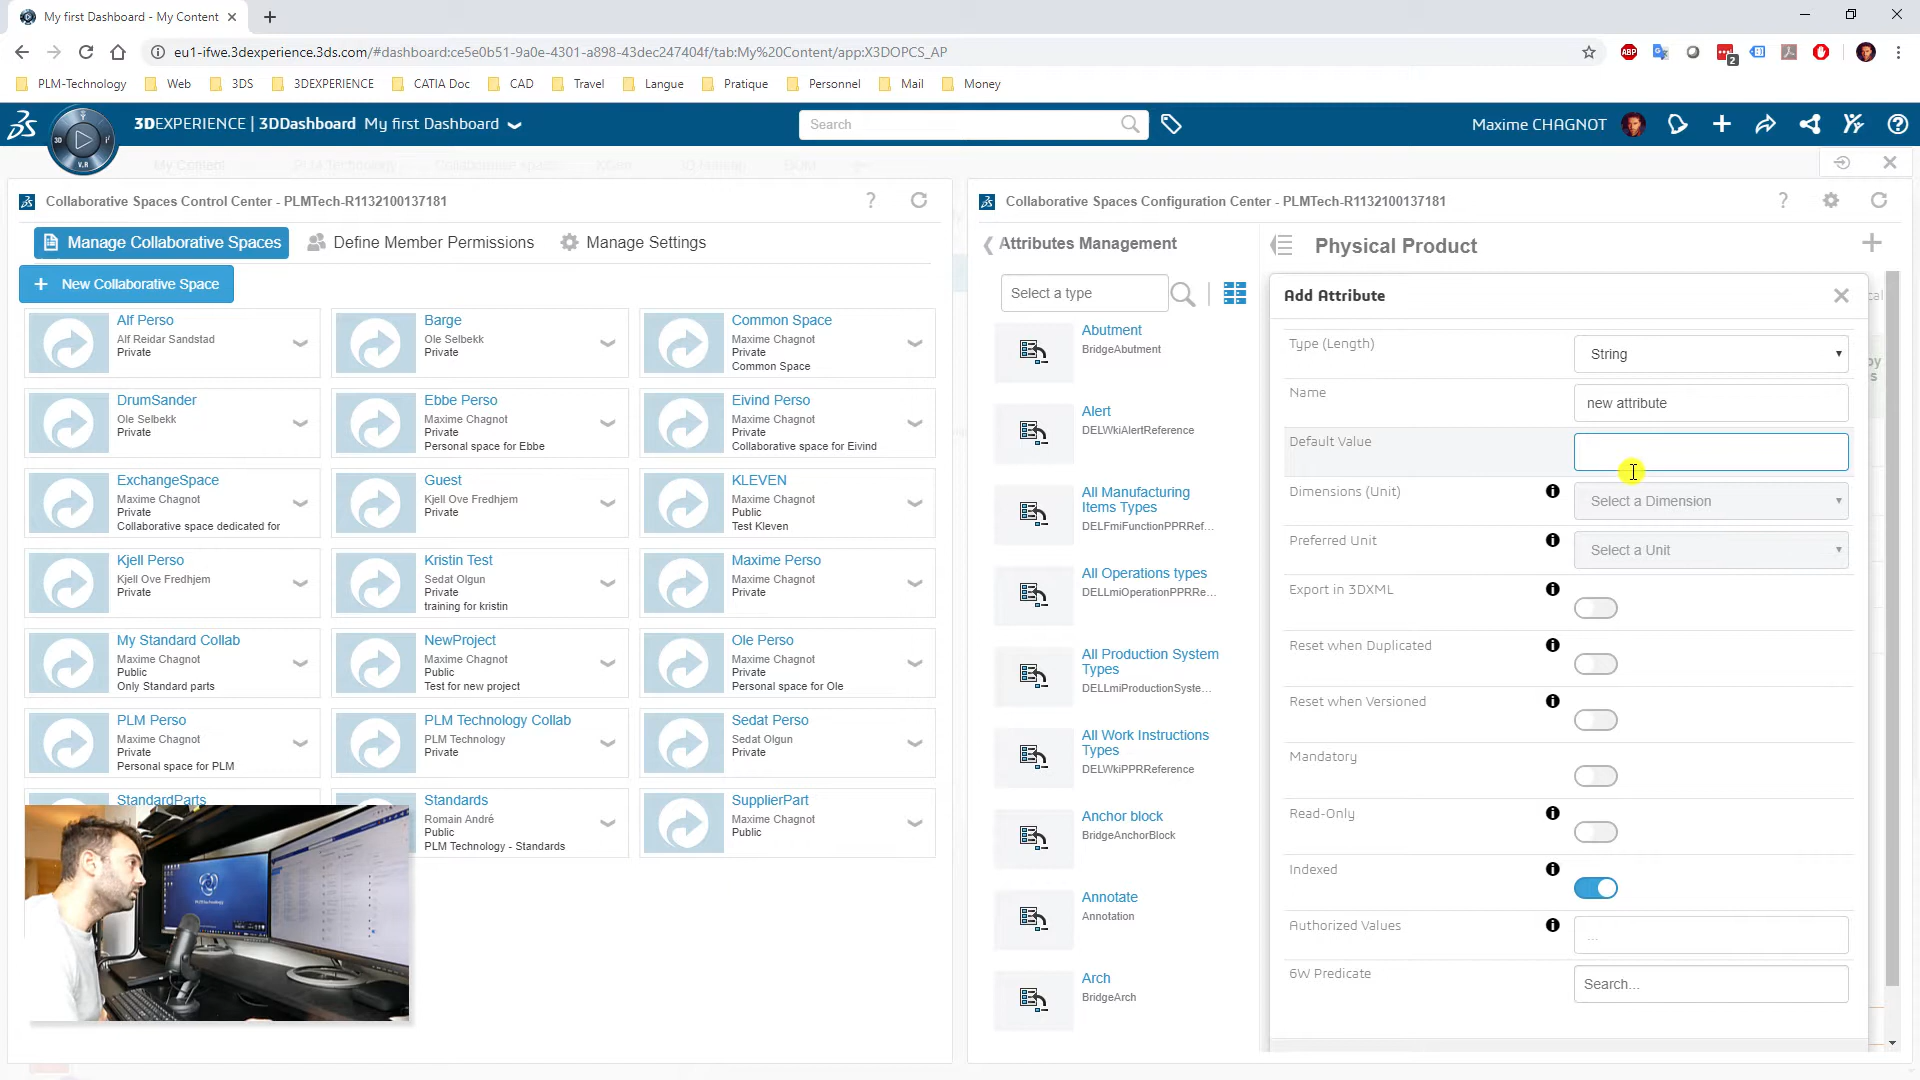 My first Dashboard - My Content
eu1-ifwe.3dexperience.3ds.com/#dashboard:ce5e0b51-9a0e-4301-a898-43dec247404f/tab:My%20Content/app:X3DOPCS_AP
ABP
2
PLM-Technology
Web
3DS
3DEXPERIENCE
CATIA Doc
CAD
Travel
Langue
Pratique
Personnel
Mail
Money
3DEXPERIENCE | 3DDashboard My first Dashboard
Search
Maxime CHAGNOT
3D
V.R
My Content
PLM Technology
Collaborative Spaces Control Center - PLMTech-R1132100137181
Manage Collaborative Spaces
Define Member Permissions
Manage Settings
New Collaborative Space
Alf Perso
Alf Reidar Sandstad
Private
Barge
Ole Selbekk
Private
Common Space
Maxime Chagnot
Private
Common Space
DrumSander
Ole Selbekk
Private
Ebbe Perso
Maxime Chagnot
Private
Personal space for Ebbe
Eivind Perso
Maxime Chagnot
Private
Collaborative space for Eivind
ExchangeSpace
Maxime Chagnot
Private
Collaborative space dedicated for
Guest
Kjell Ove Fredhjem
Private
KLEVEN
Maxime Chagnot
Public
Test Kleven
Kjell Perso
Kjell Ove Fredhjem
Private
Kristin Test
Sedat Olgun
Private
training for kristin
Maxime Perso
Maxime Chagnot
Private
My Standard Collab
Maxime Chagnot
Public
Only Standard parts
NewProject
Maxime Chagnot
Public
Test for new project
Ole Perso
Maxime Chagnot
Private
Personal space for Ole
PLM Perso
Maxime Chagnot
Private
Personal space for PLM
PLM Technology Collab
PLM Technology
Private
Sedat Perso
Sedat Olgun
Private
StandardParts
Standards
Romain André
Public
PLM Technology - Standards
SupplierPart
Maxime Chagnot
Public
Collaborative Spaces Configuration Center - PLMTech-R1132100137181
Attributes Management
Select a type
Abutment
BridgeAbutment
Alert
DELWkiAlertReference
All Manufacturing
Items Types
DELFmiFunctionPPRRef...
All Operations types
DELLmiOperationPPRRe...
All Production System
Types
DELLmiProductionSyste...
All Work Instructions
Types
DELWkiPPRReference
Anchor block
BridgeAnchorBlock
Annotate
Annotation
Arch
BridgeArch
Physical Product
Add Attribute
Type (Length)
String
Name
new attribute
Default Value
Dimensions (Unit)
Select a Dimension
Preferred Unit
Select a Unit
Export in 3DXML
Reset when Duplicated
Reset when Versioned
Mandatory
Read-Only
Indexed
Authorized Values
...
6W Predicate
Search...